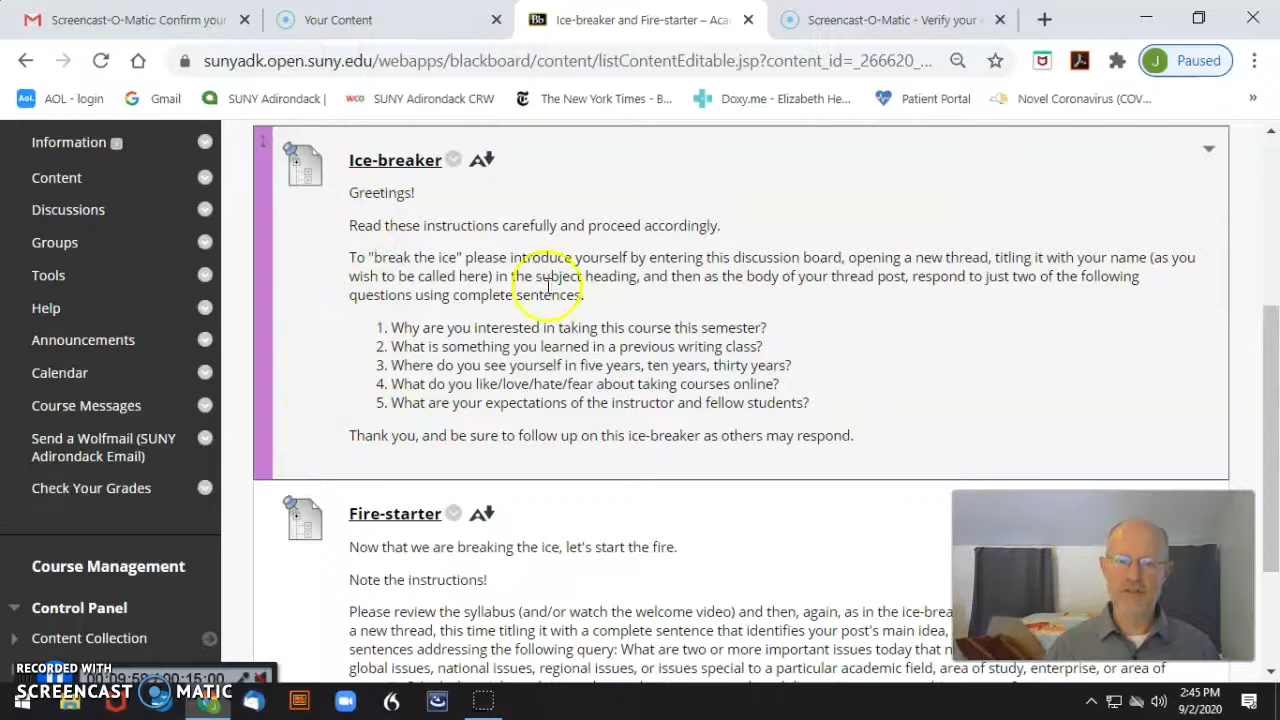 Screencast-O-Matic: Confirm your
Your Content
Bb Ice-breaker and Fire-starter – Aca
Screencast-O-Matic - Verify your
sunyadk.open.suny.edu/webapps/blackboard/content/listContentEditable.jsp?content_id=_266620_...
J Paused
Aol. AOL - login
Gmail
SUNY Adirondack |
WCO SUNY Adirondack CRW
The New York Times - B...
Doxy.me - Elizabeth He...
Patient Portal
Novel Coronavirus (COV...
»
Information
Content
Discussions
Groups
Tools
Help
Announcements
Calendar
Course Messages
Send a Wolfmail (SUNY
Adirondack Email)
Check Your Grades
Course Management
Control Panel
Content Collection
1
Ice-breaker
Greetings!
Read these instructions carefully and proceed accordingly.
To "break the ice" please introduce yourself by entering this discussion board, opening a new thread, titling it with your name (as you
wish to be called here) in the subject heading, and then as the body of your thread post, respond to just two of the following
questions using complete sentences.
1. Why are you interested in taking this course this semester?
2. What is something you learned in a previous writing class?
3. Where do you see yourself in five years, ten years, thirty years?
4. What do you like/love/hate/fear about taking courses online?
5. What are your expectations of the instructor and fellow students?
Thank you, and be sure to follow up on this ice-breaker as others may respond.
Fire-starter
Now that we are breaking the ice, let's start the fire.
Note the instructions!
Please review the syllabus (and/or watch the welcome video) and then, again, as in the ice-brea
a new thread, this time titling it with a complete sentence that identifies your post's main idea,
sentences addressing the following query: What are two or more important issues today that n
global issues, national issues, regional issues, or issues special to a particular academic field, area of study, enterprise, or area of
RECORDED WITH
SCREENCAST MATIC
2:45 PM
9/2/2020